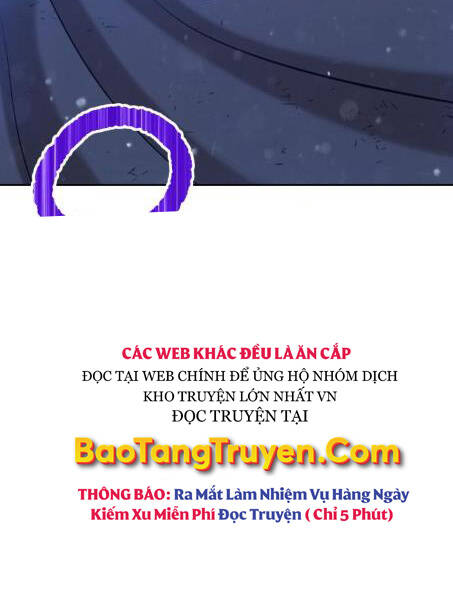 CÁC WEB KHÁC ĐỀU LÀ ĂN CẮP
ĐỌC TẠI WEB CHÍNH ĐỂ ỦNG HỘ NHÓM DỊCH
KHO TRUYỆN LỚN NHẤT VN
ĐỌC TRUYỆN TẠI
BaoTangTruyen.Com
THÔNG BÁO: Ra Mắt Làm Nhiệm Vụ Hàng Ngày
Kiếm Xu Miễn Phí Đọc Truyện ( Chỉ 5 Phút)